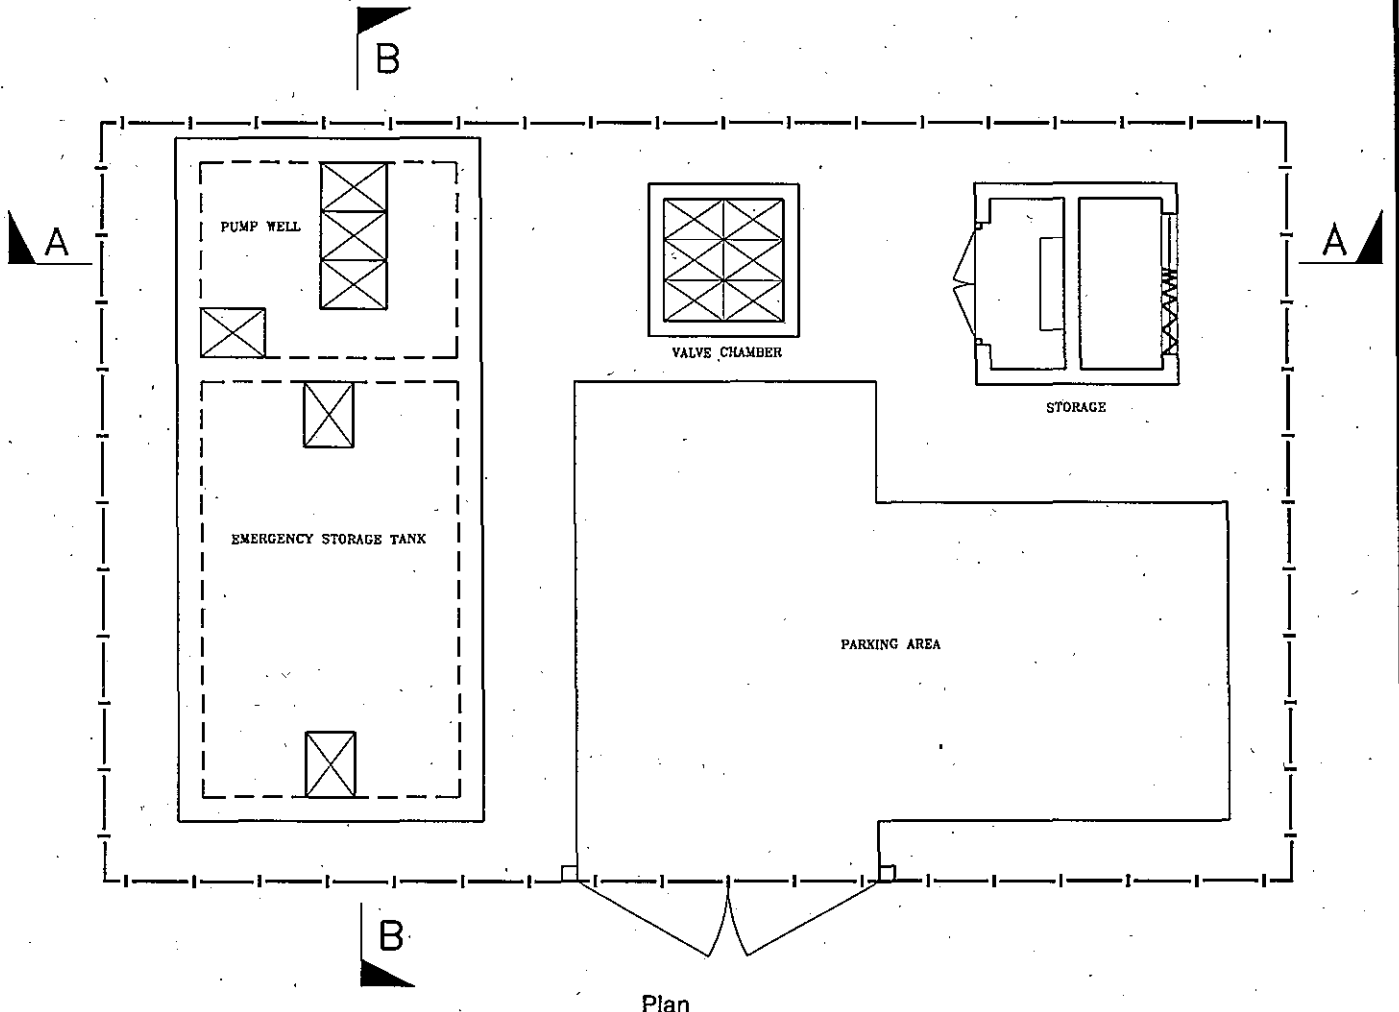 B
PUMP WELL
A
A
VALVE CHAMBER
STORAGE
EMERGENCY STORAGE TANK
PARKING AREA
B
Plan